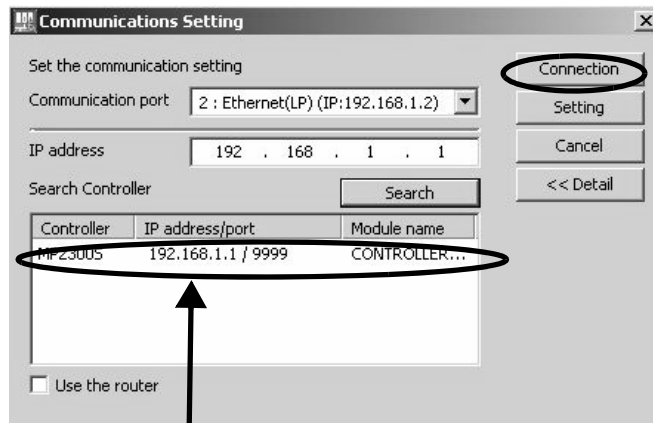 Communications Setting
Set the communication setting
Connection
Communication port 2 : Ethernet(LP) (IP:192.168.1.2)
Setting
IP address 192 . 168 . 1 . 1
Cancel
Search Controller Search
<< Detail
Controller IP address/port Module name
MP2300S 192.168.1.1 / 9999 CONTROLLER...
Use the router